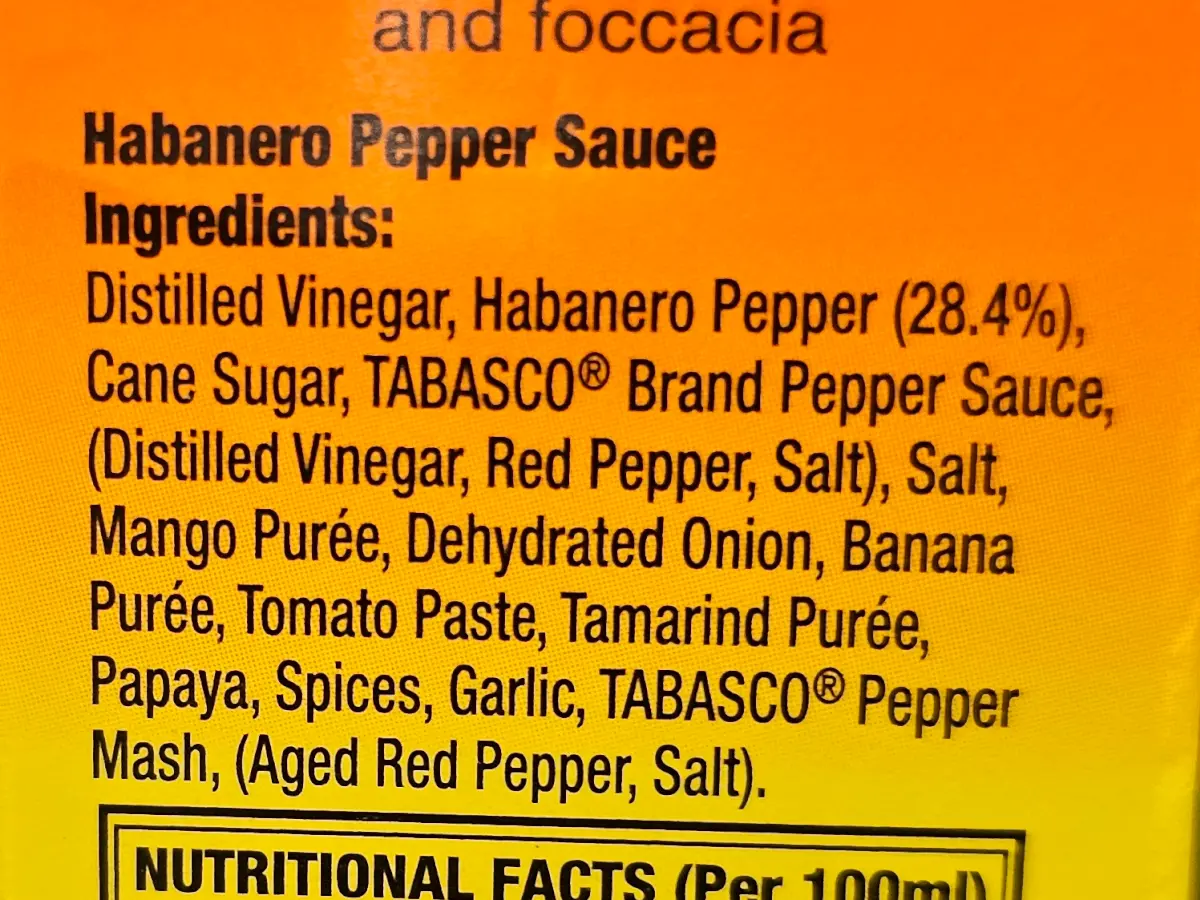 and foccacia
Habanero Pepper Sauce
Ingredients:
Distilled Vinegar, Habanero Pepper (28.4%),
Cane Sugar, TABASCO® Brand Pepper Sauce,
(Distilled Vinegar, Red Pepper, Salt), Salt,
Mango Purée, Dehydrated Onion, Banana
Purée, Tomato Paste, Tamarind Purée,
Papaya, Spices, Garlic, TABASCO® Pepper
Mash, (Aged Red Pepper, Salt).
NUTRITIONAL FACTS (Per 100ml)